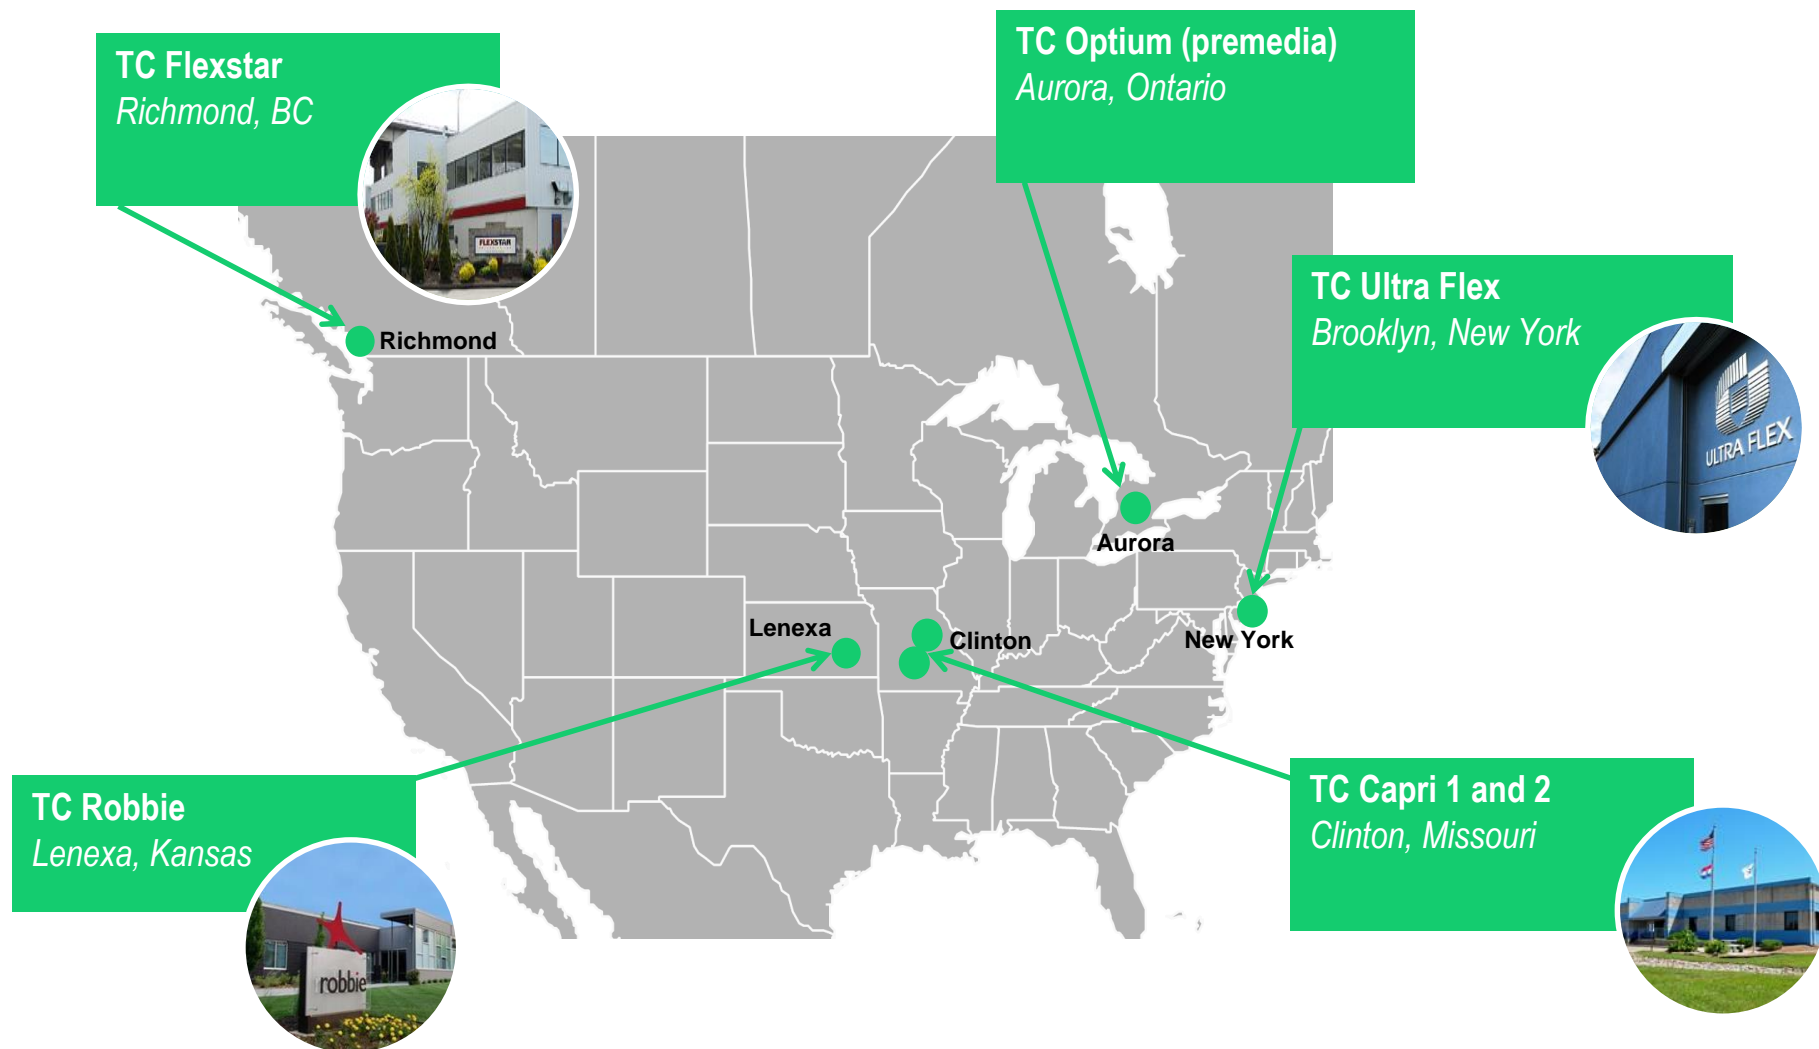 TC Flexstar
Richmond, BC
FLEXSTAR
TC Optium (premedia)
Aurora, Ontario
TC Ultra Flex
Brooklyn, New York
ULTRA FLEX
Richmond
Aurora
New York
Lenexa
Clinton
TC Robbie
Lenexa, Kansas
robbie
TC Capri 1 and 2
Clinton, Missouri